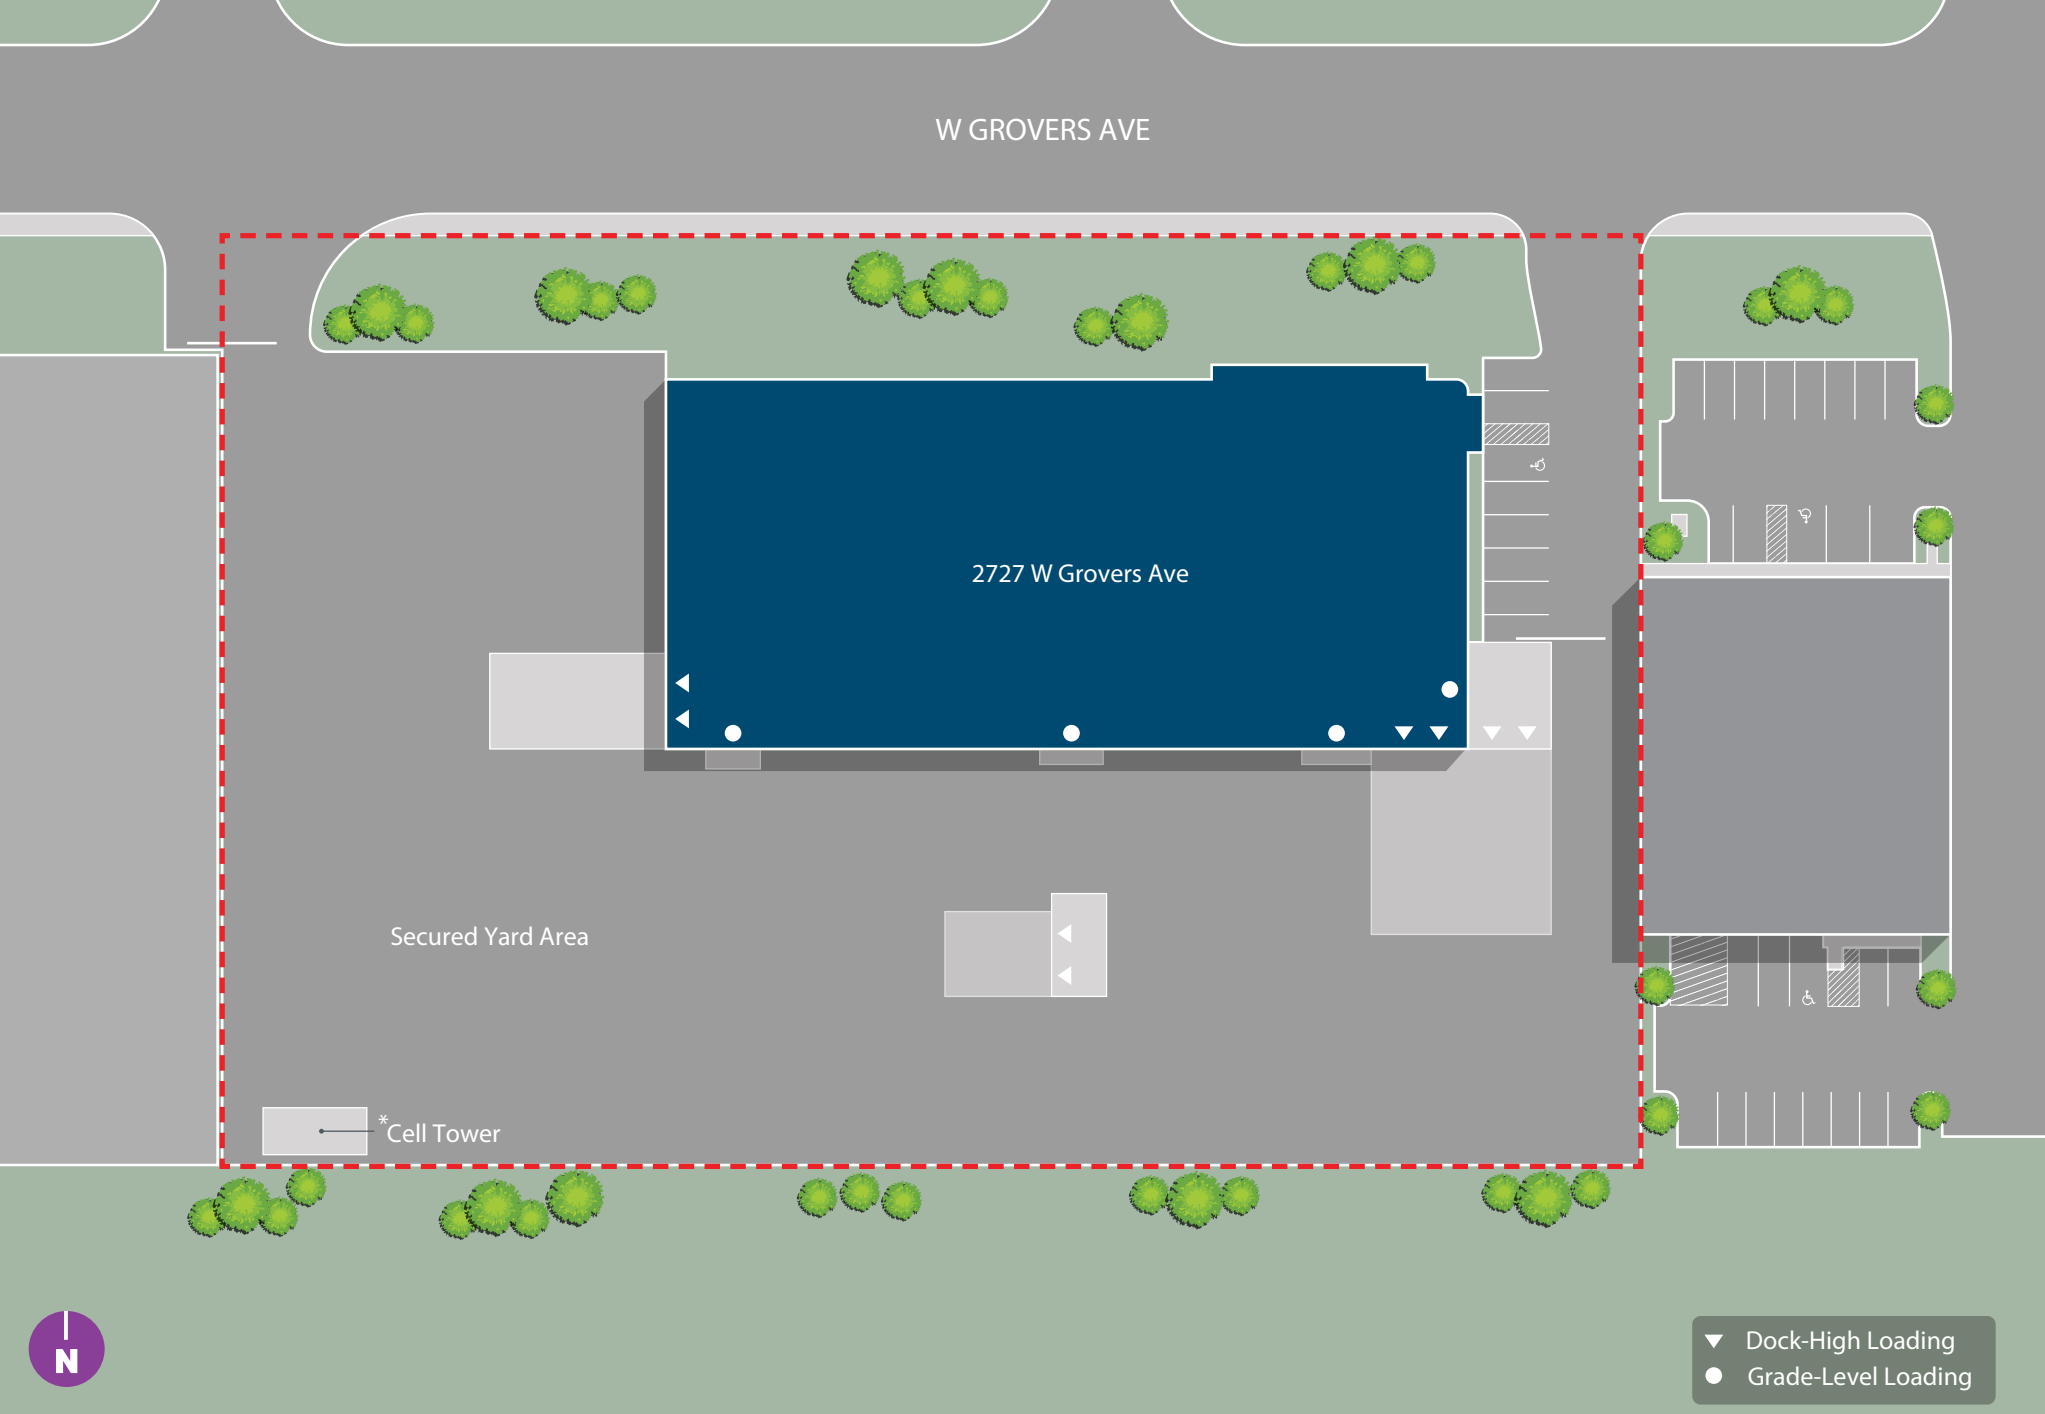 W GROVERS AVE
2727 W Grovers Ave
Secured Yard Area
*Cell Tower
N
Dock-High Loading
Grade-Level Loading